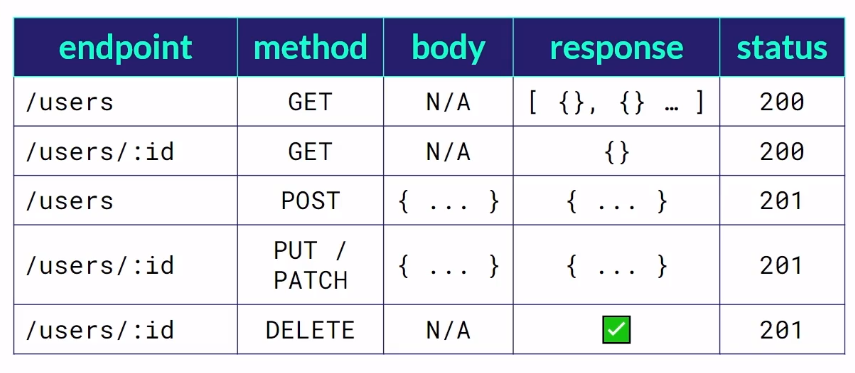 endpoint method body response status
/users GET N/A [ {}, {} … ] 200
/users/:id GET N/A {} 200
/users POST { ... } { ... } 201
/users/:id PUT / PATCH { ... } { ... } 201
/users/:id DELETE N/A ✅ 201